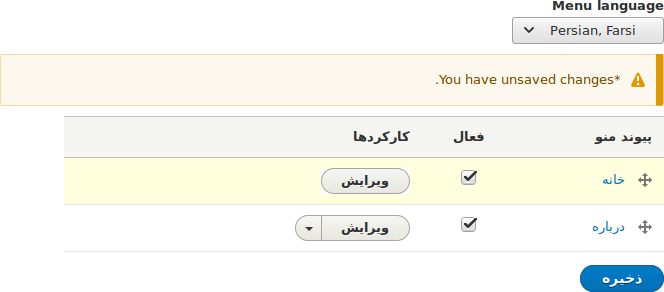 Menu language
Persian, Farsi
*You have unsaved changes.
پیوند منو فعال کارکردها
خانه ویرایش
درباره ویرایش
ذخیره